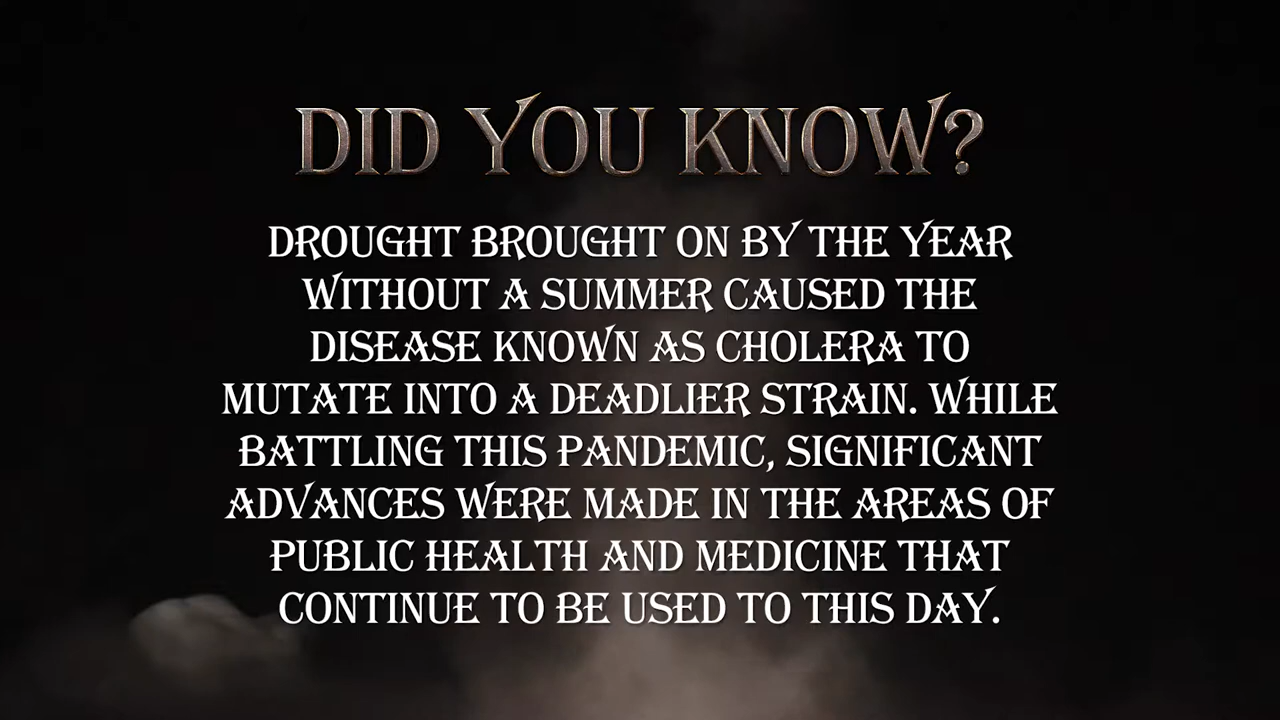 DID YOU KNOW?
DROUGHT BROUGHT ON BY THE YEAR
WITHOUT A SUMMER CAUSED THE
DISEASE KNOWN AS CHOLERA TO
MUTATE INTO A DEADLIER STRAIN. WHILE
BATTLING THIS PANDEMIC, SIGNIFICANT
ADVANCES WERE MADE IN THE AREAS OF
PUBLIC HEALTH AND MEDICINE THAT
CONTINUE TO BE USED TO THIS DAY.